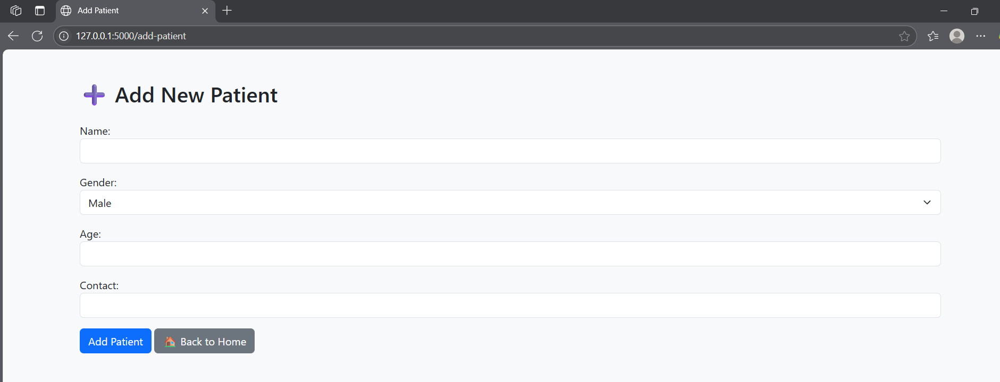 Add Patient
127.0.0.1:5000/add-patient
Add New Patient
Name:
Gender:
Male
Age:
Contact:
Add Patient
Back to Home